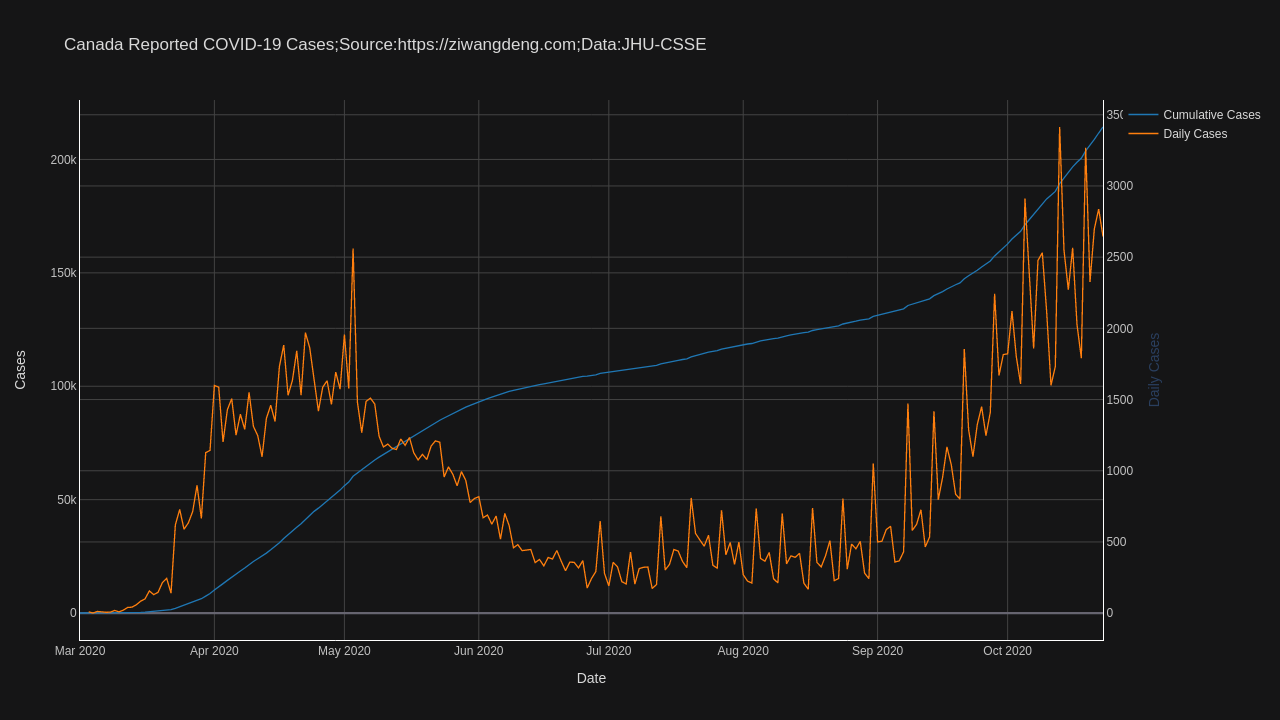 Canada Reported COVID-19 Cases;Source:https://ziwangdeng.com;Data:JHU-CSSE
Cumulative Cases
Daily Cases
200k
150k
100k
50k
0
Cases
3000
2500
2000
1500
1000
500
0
Daily Cases
Mar 2020
Apr 2020
May 2020
Jun 2020
Jul 2020
Aug 2020
Sep 2020
Oct 2020
Date